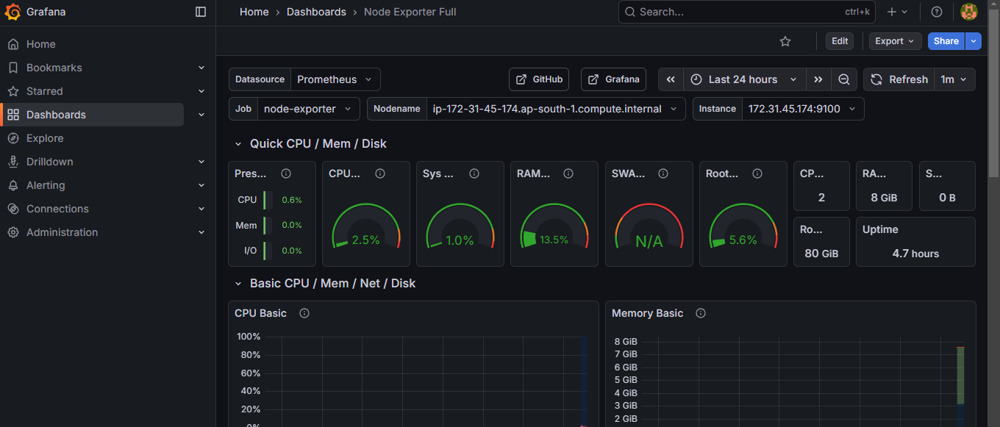 Grafana
Home › Dashboards › Node Exporter Full
Search... ctrl+k
Edit
Export
Share
Home
Bookmarks
Starred
Dashboards
Explore
Drilldown
Alerting
Connections
Administration
Datasource Prometheus
GitHub
Grafana
Last 24 hours
Refresh 1m
Job node-exporter
Nodename ip-172-31-45-174.ap-south-1.compute.internal
Instance 172.31.45.174:9100
Quick CPU / Mem / Disk
Pres...
CPU 0.6%
Mem 0.0%
I/O 0.0%
CPU...
2.5%
Sys ...
1.0%
RAM...
13.5%
SWA...
N/A
Root...
5.6%
CP...
2
RA...
8 GiB
S...
0 B
Ro...
80 GiB
Uptime
4.7 hours
Basic CPU / Mem / Net / Disk
CPU Basic
100%
80%
60%
40%
20%
0%
Memory Basic
8 GiB
7 GiB
6 GiB
5 GiB
4 GiB
3 GiB
2 GiB